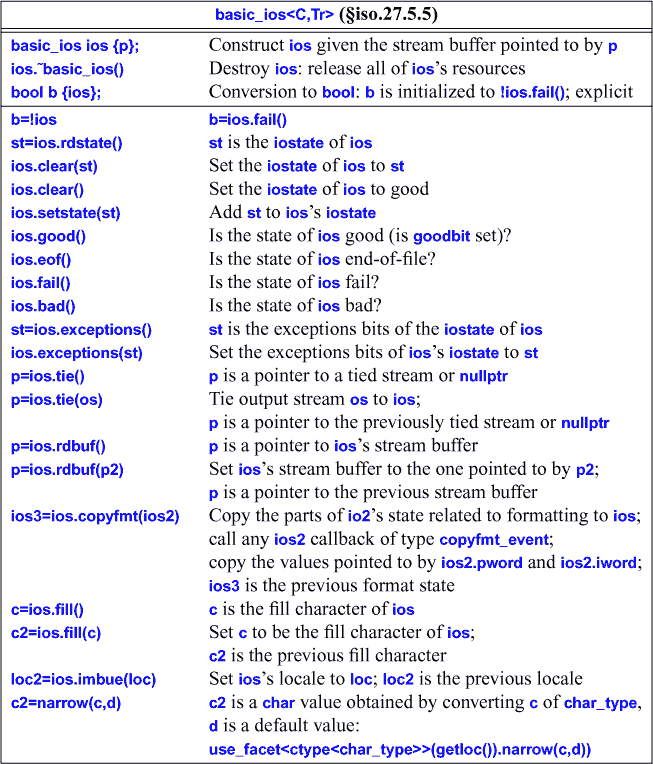 basic_ios<C,Tr> (§iso.27.5.5)
basic_ios ios {p}; Construct ios given the stream buffer pointed to by p
ios.~basic_ios() Destroy ios: release all of ios’s resources
bool b {ios}; Conversion to bool: b is initialized to !ios.fail(); explicit
b=!ios b=ios.fail()
st=ios.rdstate() st is the iostate of ios
ios.clear(st) Set the iostate of ios to st
ios.clear() Set the iostate of ios to good
ios.setstate(st) Add st to ios’s iostate
ios.good() Is the state of ios good (is goodbit set)?
ios.eof() Is the state of ios end-of-file?
ios.fail() Is the state of ios fail?
ios.bad() Is the state of ios bad?
st=ios.exceptions() st is the exceptions bits of the iostate of ios
ios.exceptions(st) Set the exceptions bits of ios’s iostate to st
p=ios.tie() p is a pointer to a tied stream or nullptr
p=ios.tie(os) Tie output stream os to ios;
p is a pointer to the previously tied stream or nullptr
p=ios.rdbuf() p is a pointer to ios’s stream buffer
p=ios.rdbuf(p2) Set ios’s stream buffer to the one pointed to by p2;
p is a pointer to the previous stream buffer
ios3=ios.copyfmt(ios2) Copy the parts of io2’s state related to formatting to ios;
call any ios2 callback of type copyfmt_event;
copy the values pointed to by ios2.pword and ios2.iword;
ios3 is the previous format state
c=ios.fill() c is the fill character of ios
c2=ios.fill(c) Set c to be the fill character of ios;
c2 is the previous fill character
loc2=ios.imbue(loc) Set ios’s locale to loc; loc2 is the previous locale
c2=narrow(c,d) c2 is a char value obtained by converting c of char_type,
d is a default value:
use_facet<ctype<char_type>>(getloc()).narrow(c,d))